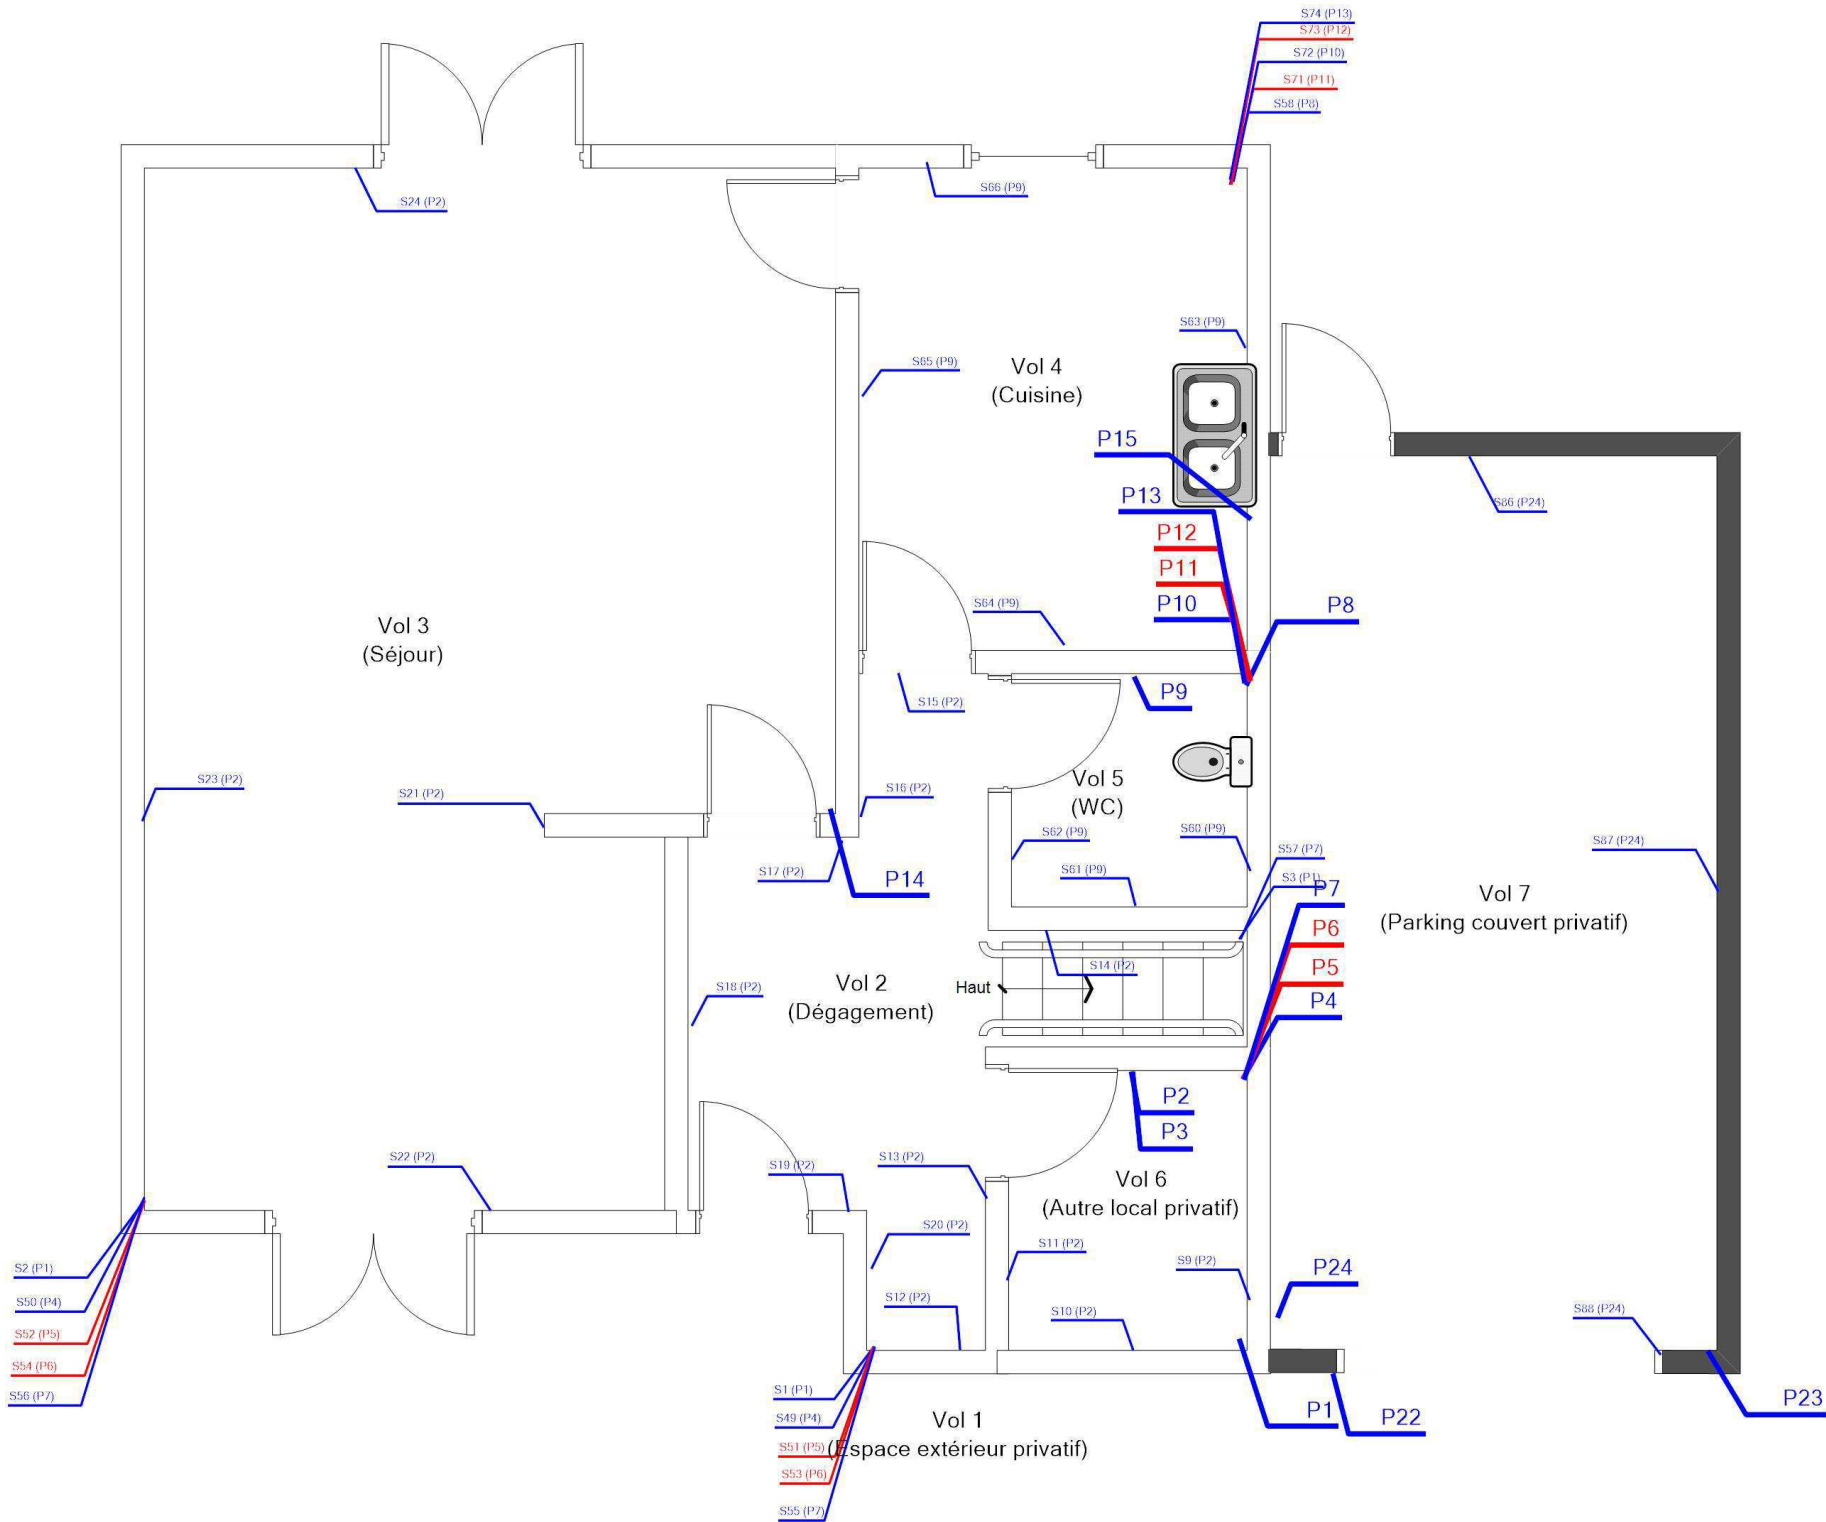 S74 (P13)
S73 (P12)
S72 (P10)
S71 (P11)
S58 (P8)
S24 (P2)
S66 (P9)
S63 (P9)
S65 (P9)
Vol 4
(Cuisine)
P15
P13
P12
P11
P10
S86 (P24)
P8
S64 (P9)
Vol 3
(Séjour)
P9
S15 (P2)
S23 (P2)
S21 (P2)
S16 (P2)
Vol 5
(WC)
S62 (P9)
S60 (P9)
S57 (P7)
S87 (P24)
S17 (P2)
P14
S61 (P9)
S3 (P1)
P7
Vol 7
(Parking couvert privatif)
P6
P5
P4
S14 (P2)
Haut
S18 (P2)
Vol 2
(Dégagement)
P2
P3
S22 (P2)
S19 (P2)
S13 (P2)
Vol 6
(Autre local privatif)
S20 (P2)
S11 (P2)
S9 (P2)
P24
S2 (P1)
S50 (P4)
S52 (P5)
S54 (P6)
S56 (P7)
S12 (P2)
S10 (P2)
S88 (P24)
S1 (P1)
S49 (P4)
S51 (P5)
S53 (P6)
S55 (P7)
Vol 1
(Espace extérieur privatif)
P1
P22
P23